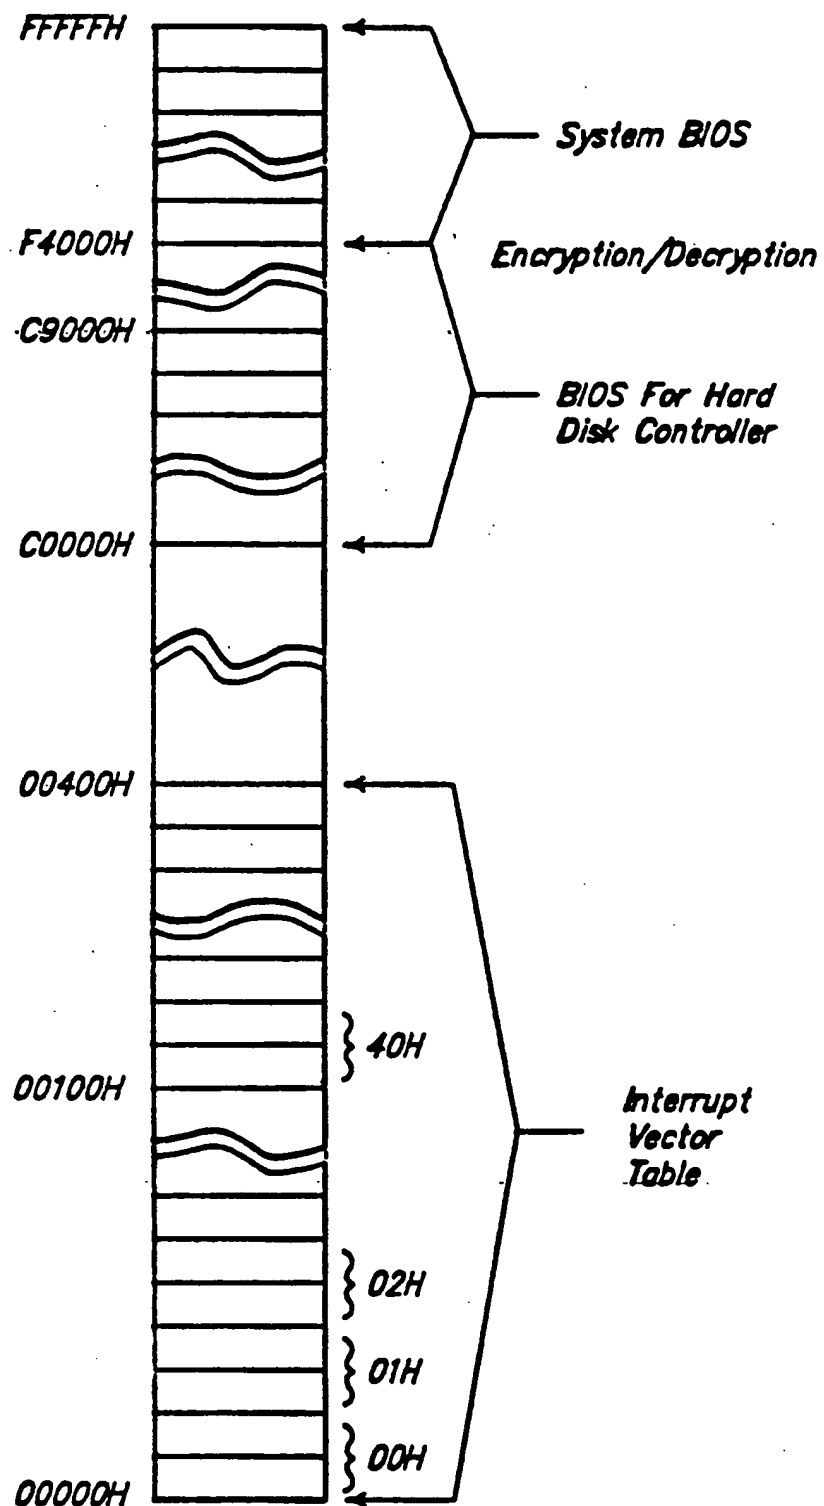 FFFFFH
System BIOS
F4000H
Encryption/Decryption
C9000H
BIOS For Hard
Disk Controller
C0000H
00400H
40H
00100H
Interrupt
Vector
Table
02H
01H
00H
00000H